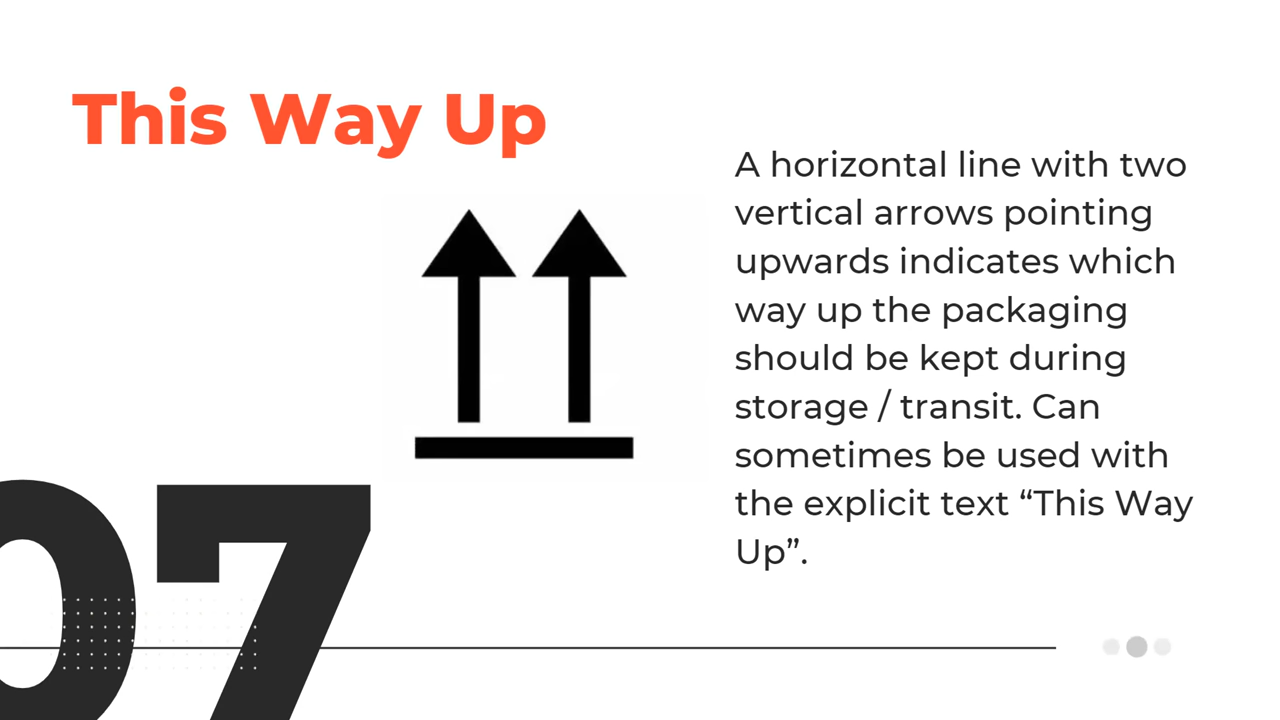 This Way Up
A horizontal line with two
vertical arrows pointing
upwards indicates which
way up the packaging
should be kept during
storage / transit. Can
sometimes be used with
the explicit text “This Way
Up”.
07